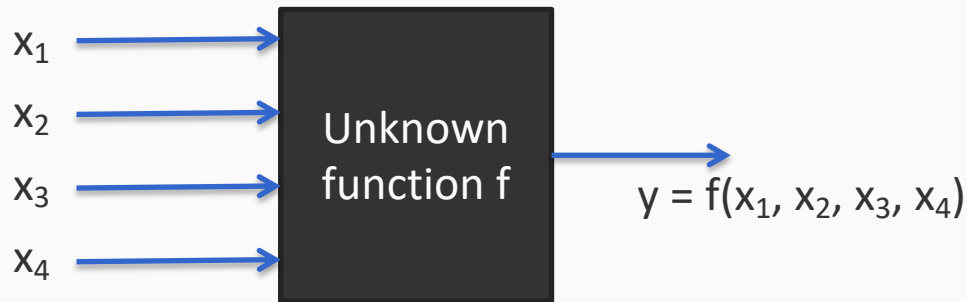 x₁
x₂
x₃
x₄
Unknown
function f
y = f(x₁, x₂, x₃, x₄)